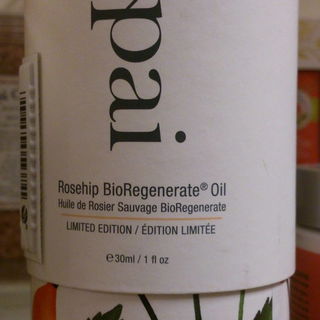 pai
Rosehip BioRegenerate® Oil
Huile de Rosier Sauvage BioRegenerate
LIMITED EDITION / ÉDITION LIMITÉE
℮30ml / 1 fl oz